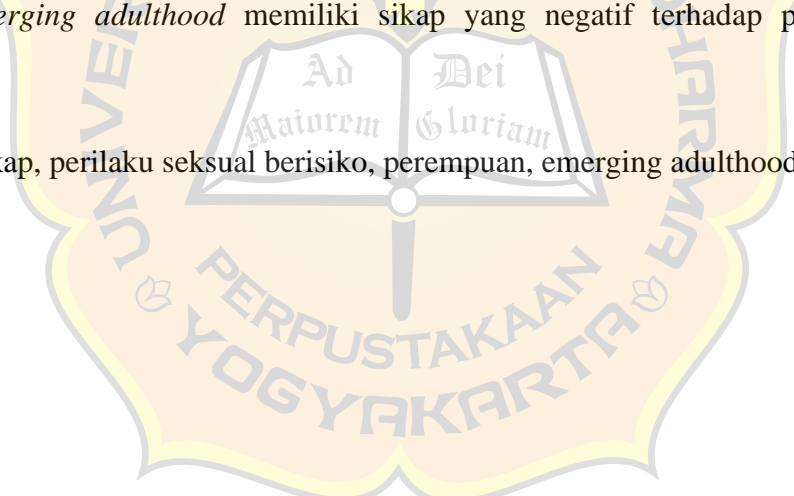 erging adulthood memiliki sikap yang negatif terhadap p
Ad Dei
Maiorem Gloriam
kap, perilaku seksual berisiko, perempuan, emerging adulthood
PERPUSTAKAAN
YOGYAKARTA